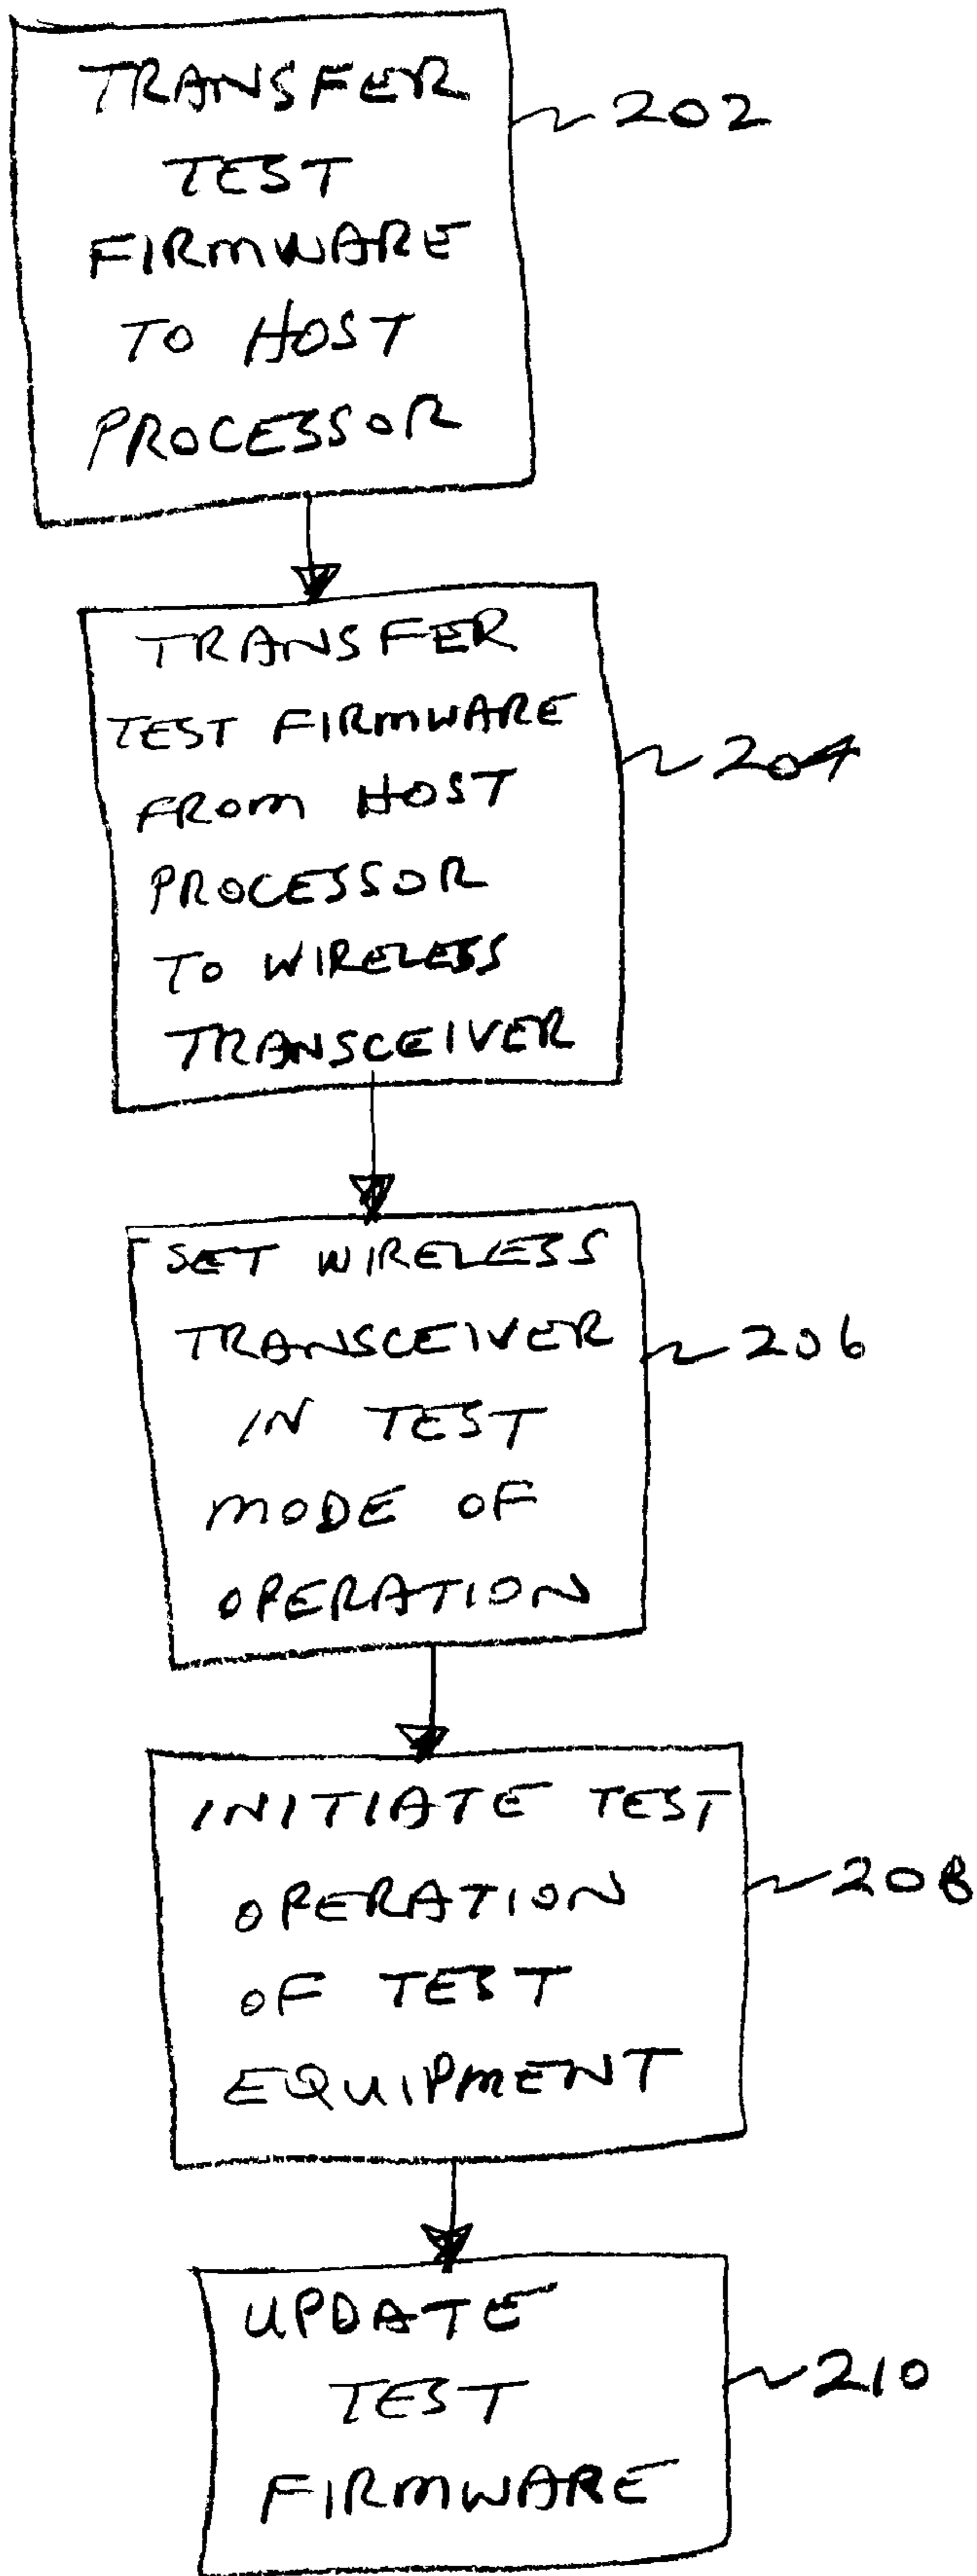 TRANSFER
TEST
FIRMWARE
TO HOST
PROCESSOR
202
TRANSFER
TEST FIRMWARE
FROM HOST
PROCESSOR
TO WIRELESS
TRANSCEIVER
204
SET WIRELESS
TRANSCEIVER
IN TEST
MODE OF
OPERATION
206
INITIATE TEST
OPERATION
OF TEST
EQUIPMENT
208
UPDATE
TEST
FIRMWARE
210